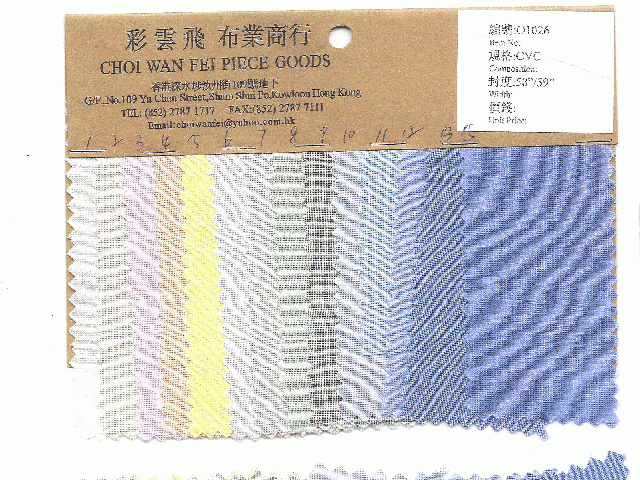 彩雲飛 布業商行
CHOI WAN FEI PIECE GOODS
香港深水埗汝州街109號地下
G/F., No.109 Yu Chau Street, Sham Shui Po, Kowloon Hong Kong
TEL: (852) 2787 1717 FAX: (852) 2787 7111
Email: choiwanfei@yahoo.com.hk
編號:O1026
Item No:
規格:CVC
Composition:
封度:58"/59"
Width:
價錢:
Unit Price:
1 2 3 4 5 6 7 8 9 10 11 12 13 15